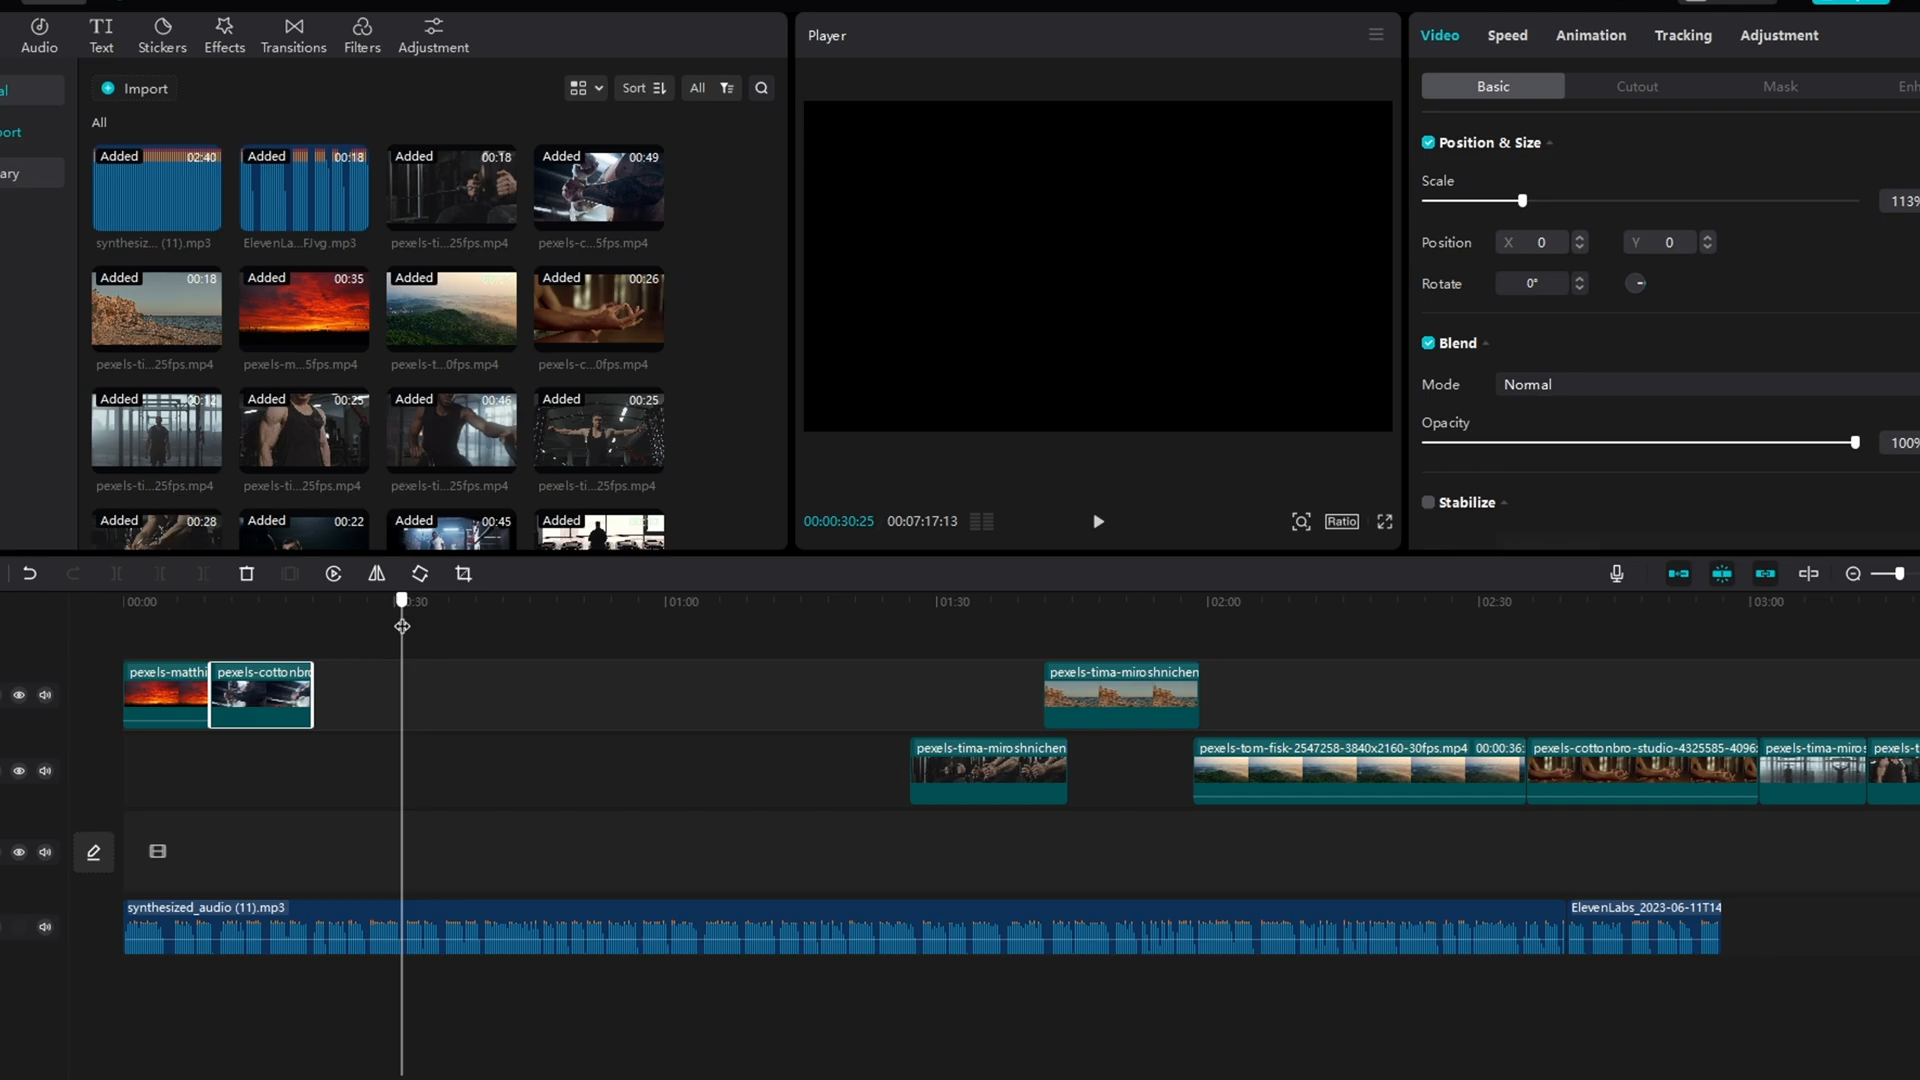 Audio
Text
Stickers
Effects
Transitions
Filters
Adjustment
Import
Sort
All
All
Added 02:40
synthesiz... (11).mp3
Added 00:18
ElevenLa...FJvg.mp3
Added 00:18
pexels-ti...25fps.mp4
Added 00:49
pexels-c...5fps.mp4
Added 00:18
pexels-ti...25fps.mp4
Added 00:35
pexels-m...5fps.mp4
Added
pexels-t...0fps.mp4
Added 00:26
pexels-c...0fps.mp4
Added 00:12
pexels-ti...25fps.mp4
Added 00:25
pexels-ti...25fps.mp4
Added 00:46
pexels-ti...25fps.mp4
Added 00:25
pexels-ti...25fps.mp4
Added 00:28
Added 00:22
Added 00:45
Added
Player
00:00:30:25 00:07:17:13
Ratio
Video
Speed
Animation
Tracking
Adjustment
Basic
Cutout
Mask
Enh
Position & Size
Scale
113%
Position X 0 Y 0
Rotate 0°
Blend
Mode Normal
Opacity
100%
Stabilize
00:00
01:00
01:30
02:00
02:30
03:00
pexels-matthi
pexels-cottonbro
pexels-tima-miroshnichen
pexels-tima-miroshnichen
pexels-tom-fisk-2547258-3840x2160-30fps.mp4 00:00:36:
pexels-cottonbro-studio-4325585-4096
pexels-tima-miros
pexels-t
synthesized_audio (11).mp3
ElevenLabs_2023-06-11T14